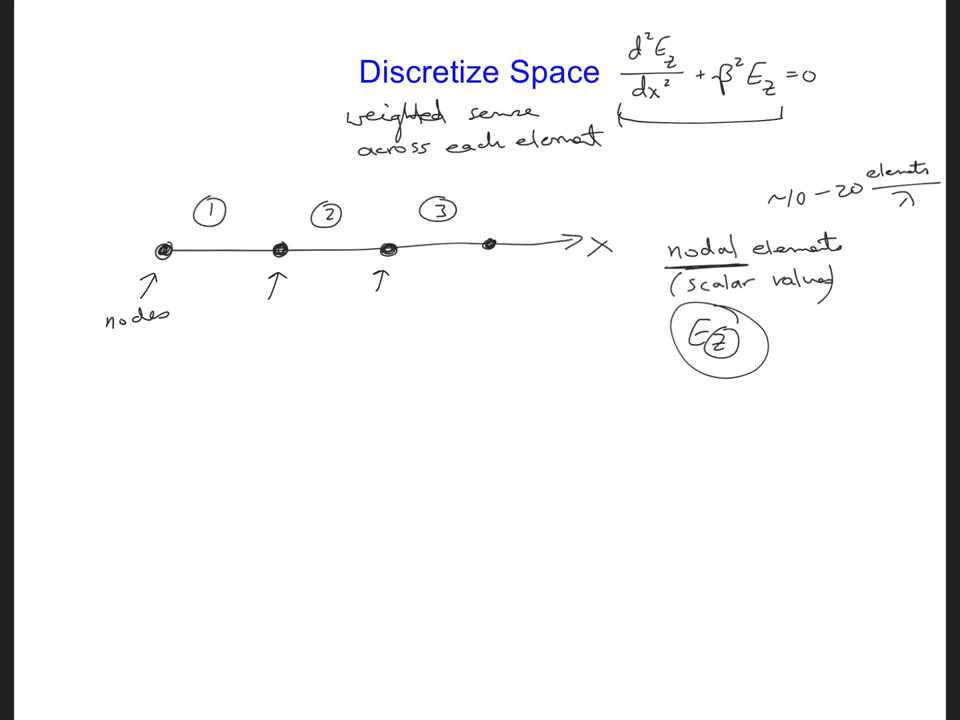 Discretize Space d²E_z/dx² + β²E_z = 0
weighted sense
across each element
~10 - 20 elemets/λ
① ② ③
x
nodal elements
(scalar valued)
nodes
E_z